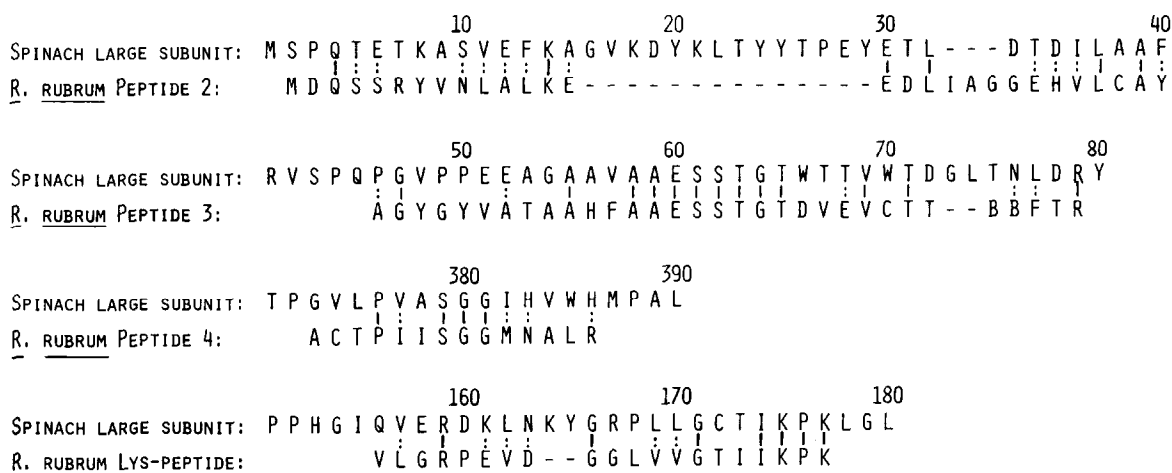 10 20 30 40
SPINACH LARGE SUBUNIT: M S P Q T E T K A S V E F K A G V K D Y K L T Y Y T P E Y E T L - - - D T D I L A A F
R. RUBRUM PEPTIDE 2: M D Q S S R Y V N L A L K E - - - - - - - - - - - - - - E D L I A G G E H V L C A Y
50 60 70 80
SPINACH LARGE SUBUNIT: R V S P Q P G V P P E E A G A A V A A E S S T G T W T T V W T D G L T N L D R Y
R. RUBRUM PEPTIDE 3: A G Y G Y V A T A A H F A A E S S T G T D V E V C T T - - B B F T R
380 390
SPINACH LARGE SUBUNIT: T P G V L P V A S G G I H V W H M P A L
R. RUBRUM PEPTIDE 4: A C T P I I S G G M N A L R
160 170 180
SPINACH LARGE SUBUNIT: P P H G I Q V E R D K L N K Y G R P L L G C T I K P K L G L
R. RUBRUM LYS-PEPTIDE: V L G R P E V D - - G G L V V G T I I K P K